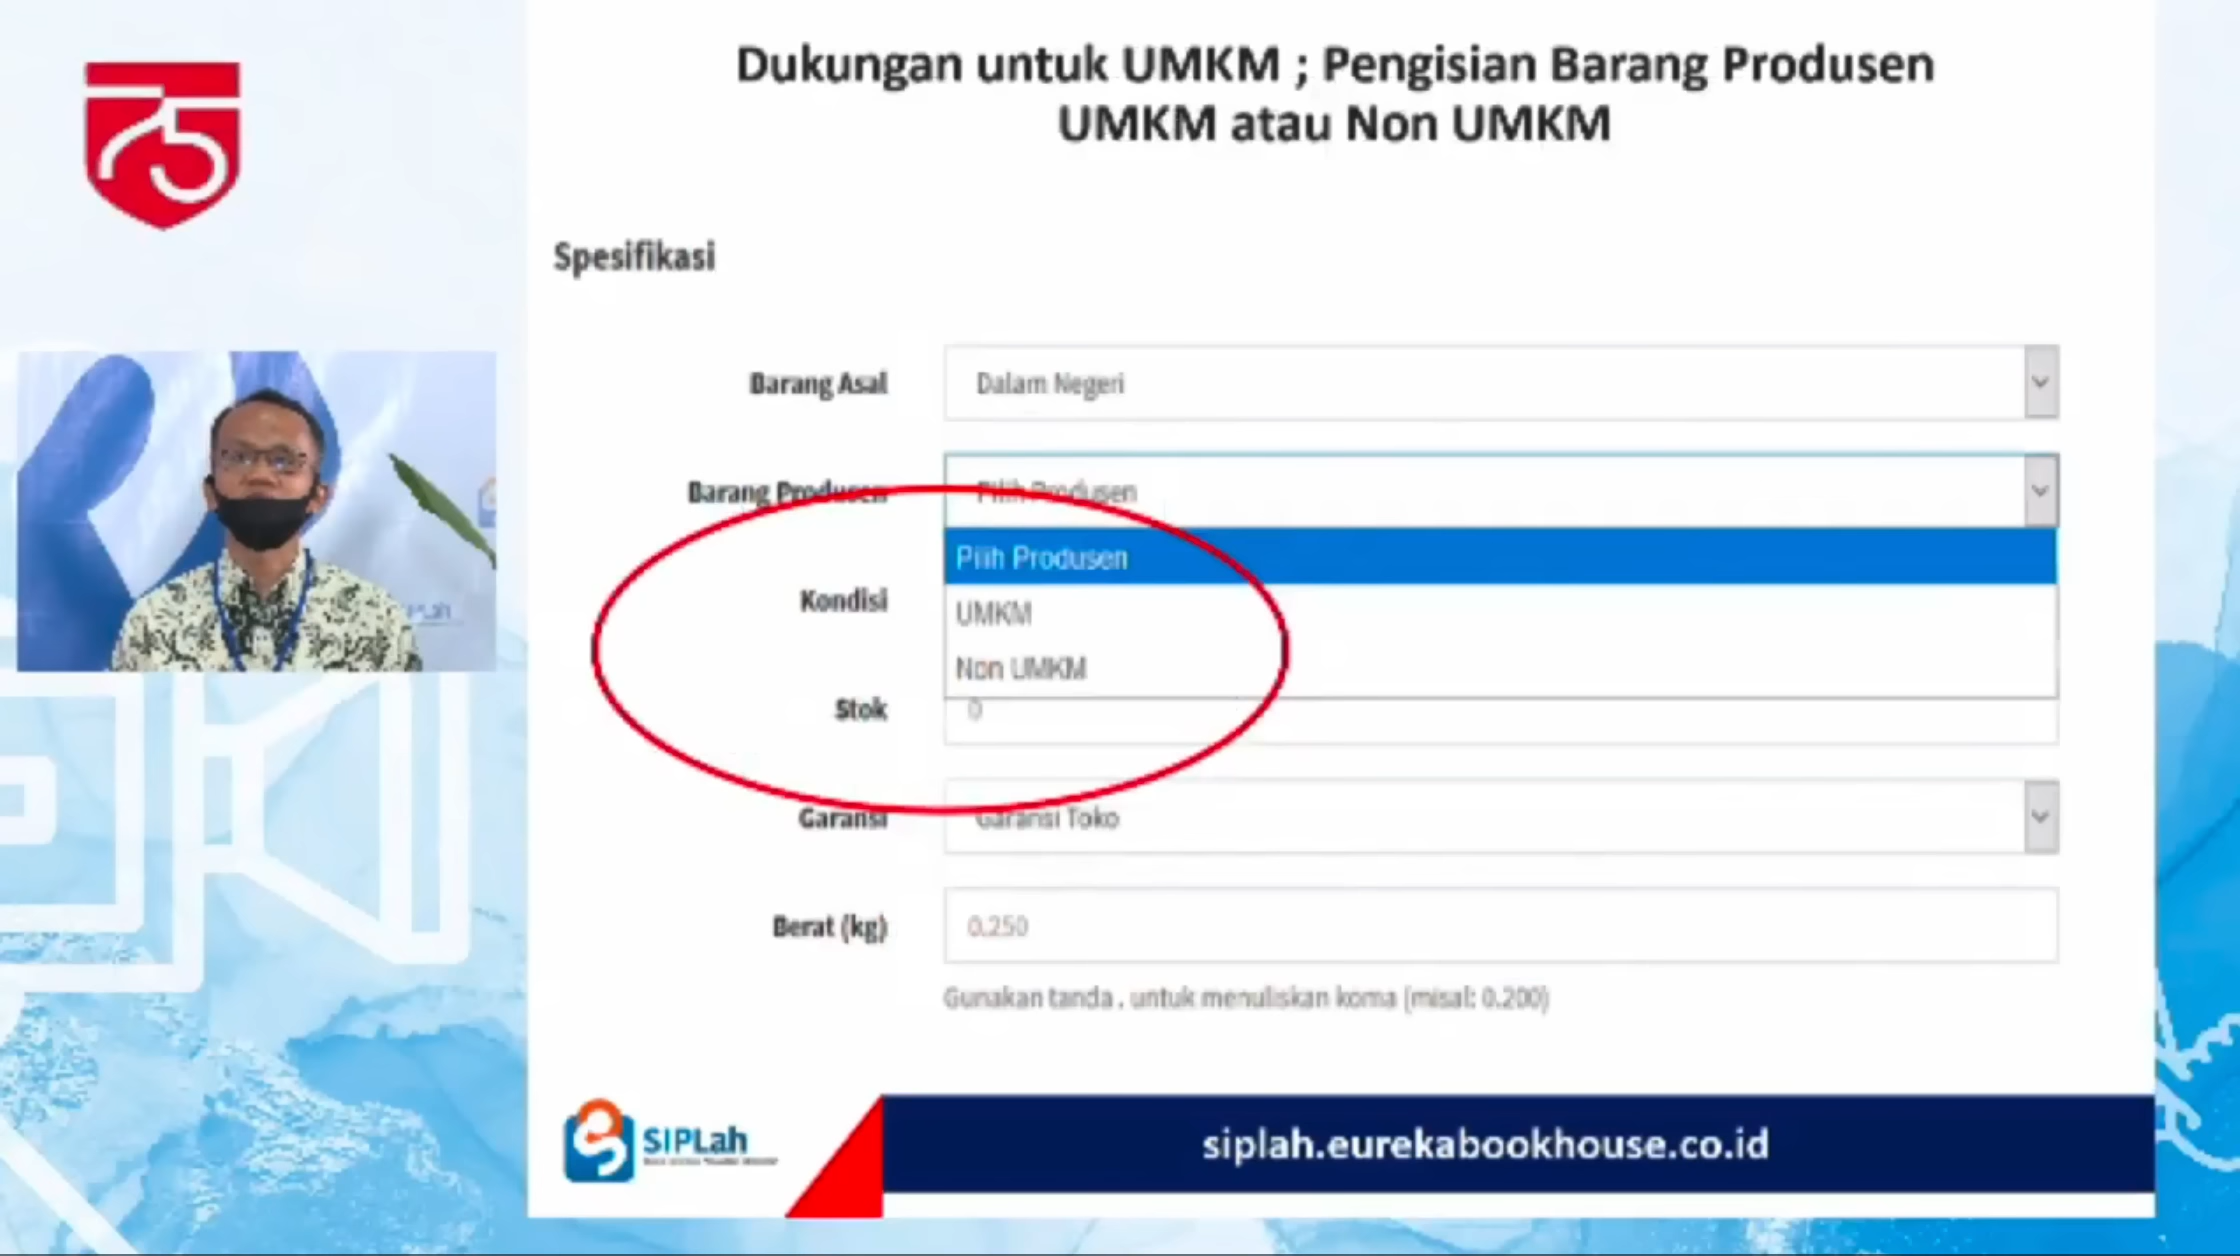 75
Dukungan untuk UMKM ; Pengisian Barang Produsen
UMKM atau Non UMKM
Spesifikasi
Barang Asal
Dalam Negeri
Barang Produsen
Pilih Produsen
Pilih Produsen
UMKM
Non UMKM
Kondisi
Stok
0
Garansi
Garansi Toko
Berat (kg)
0.250
Gunakan tanda . untuk menuliskan koma (misal: 0.200)
SIPLah
siplah.eurekabookhouse.co.id